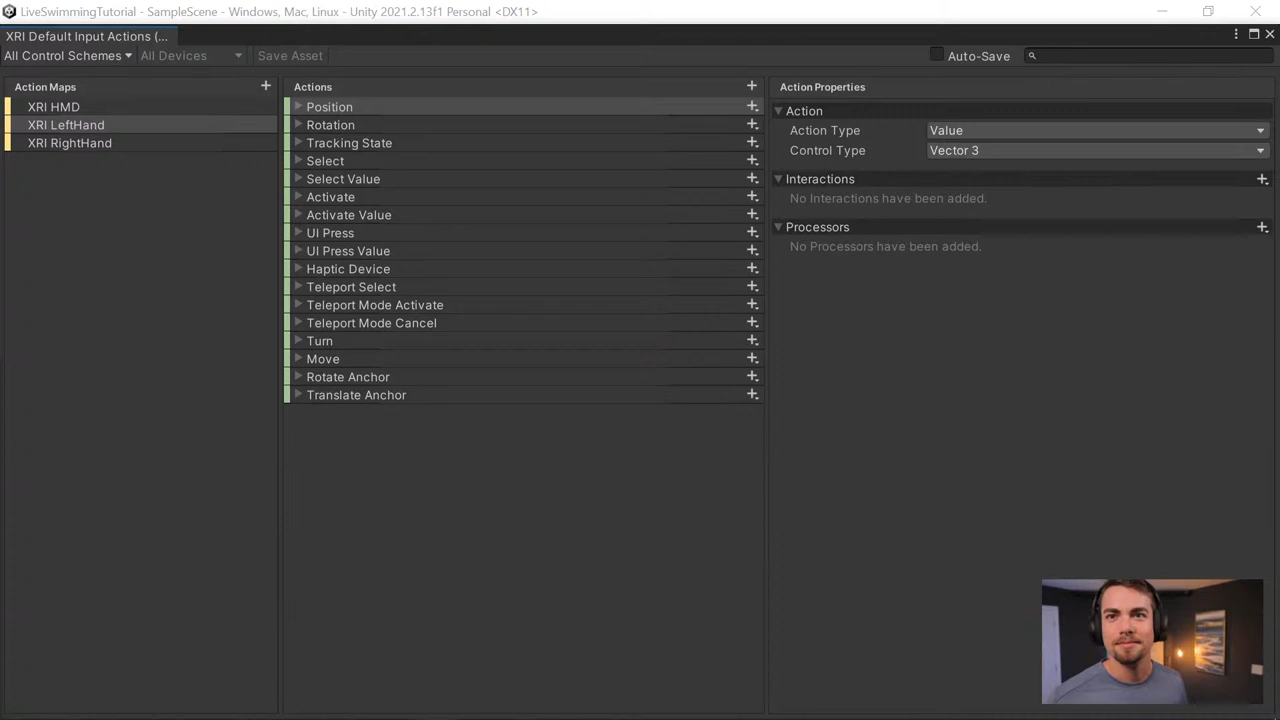 LiveSwimmingTutorial - SampleScene - Windows, Mac, Linux - Unity 2021.2.13f1 Personal <DX11>
XRI Default Input Actions (...
All Control Schemes All Devices Save Asset Auto-Save
Action Maps
XRI HMD
XRI LeftHand
XRI RightHand
Actions
Position
Rotation
Tracking State
Select
Select Value
Activate
Activate Value
UI Press
UI Press Value
Haptic Device
Teleport Select
Teleport Mode Activate
Teleport Mode Cancel
Turn
Move
Rotate Anchor
Translate Anchor
Action Properties
Action
Action Type Value
Control Type Vector 3
Interactions
No Interactions have been added.
Processors
No Processors have been added.